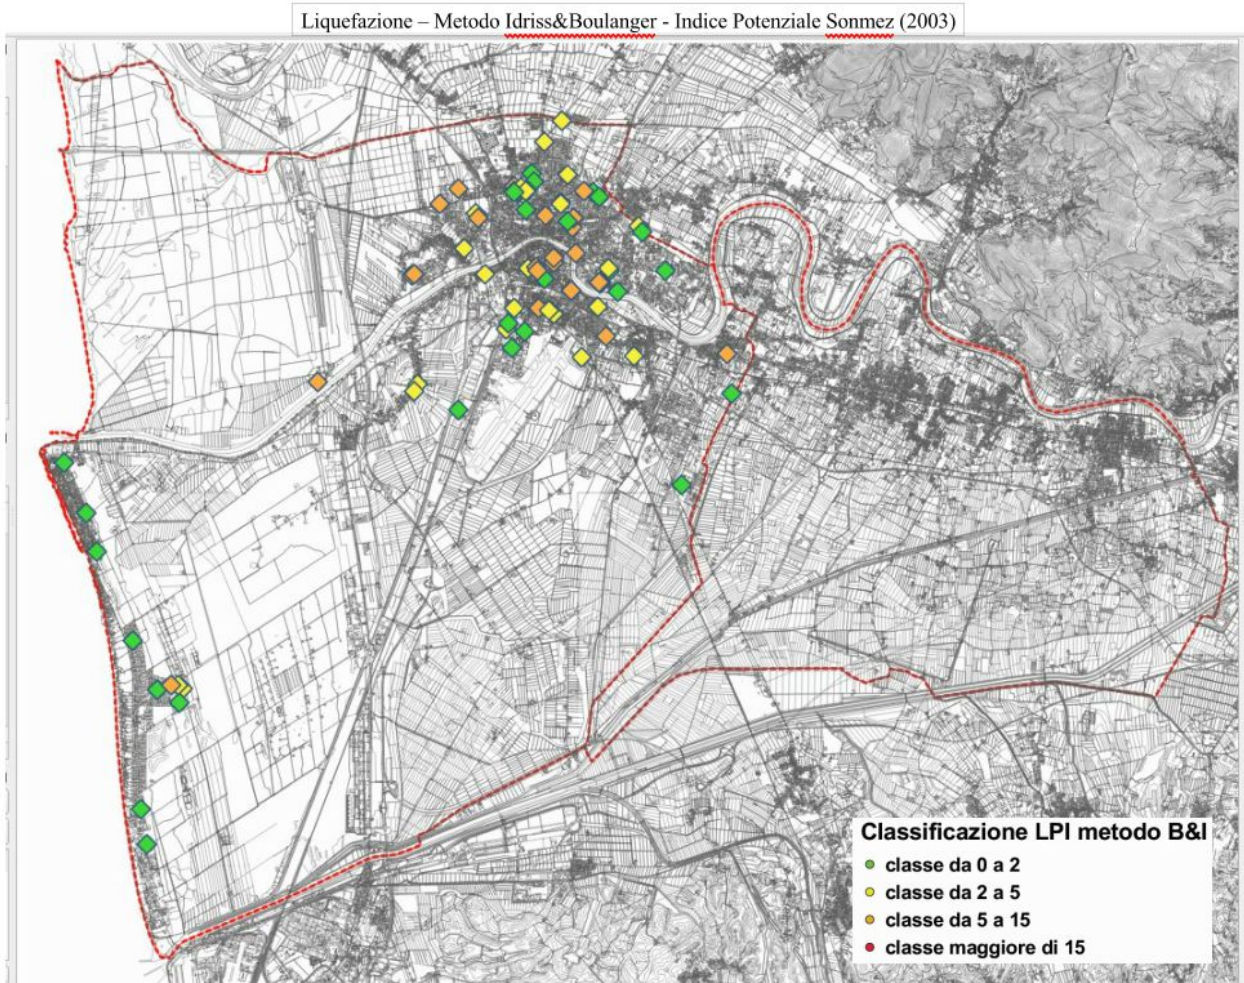 Liquefazione – Metodo Idriss&Boulanger - Indice Potenziale Sonmez (2003)
Classificazione LPI metodo B&I
classe da 0 a 2
classe da 2 a 5
classe da 5 a 15
classe maggiore di 15